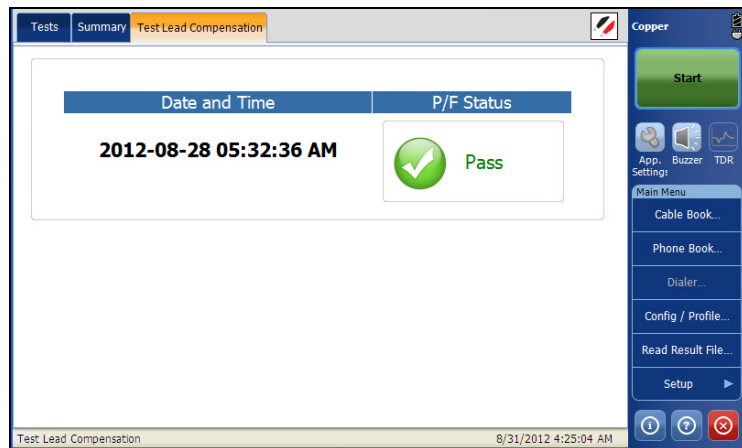 Tests Summary Test Lead Compensation
Date and Time P/F Status
2012-08-28 05:32:36 AM Pass
Test Lead Compensation 8/31/2012 4:25:04 AM
Copper
Start
App. Settings Buzzer TDR
Main Menu
Cable Book...
Phone Book...
Dialer...
Config / Profile...
Read Result File...
Setup